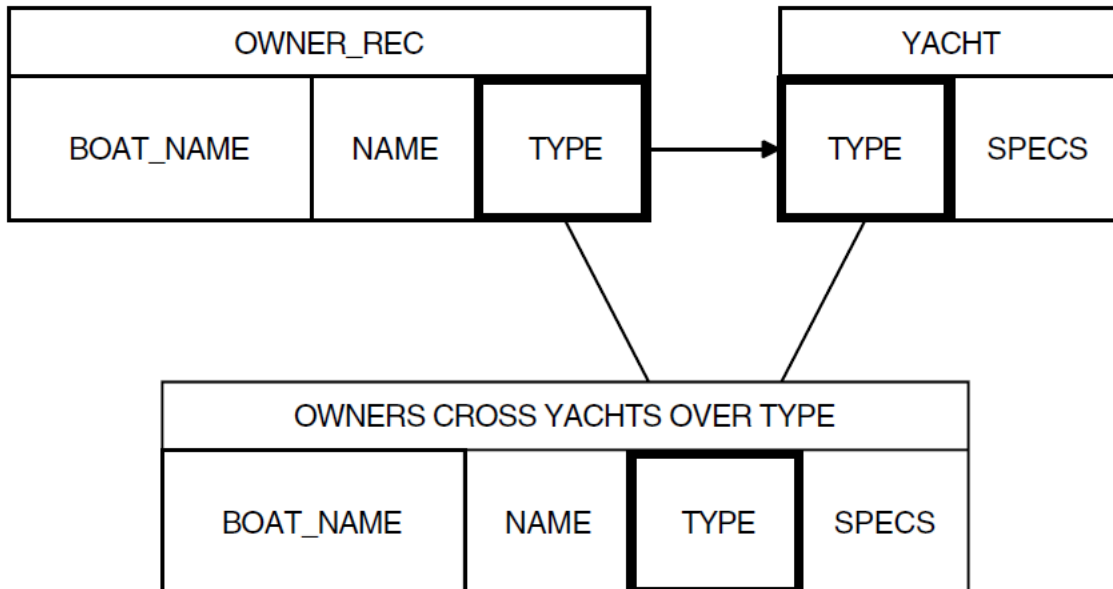 OWNER_REC
YACHT
BOAT_NAME NAME TYPE
TYPE SPECS
OWNERS CROSS YACHTS OVER TYPE
BOAT_NAME NAME TYPE SPECS